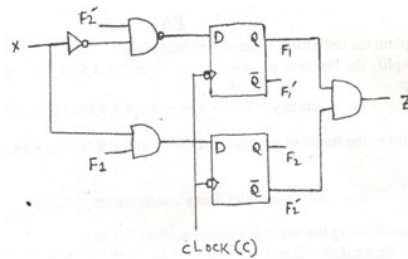 F2'
X
D Q F1
Q̅ F1'
Z
F1
D Q F2
Q̅ F1'
CLOCK (C)